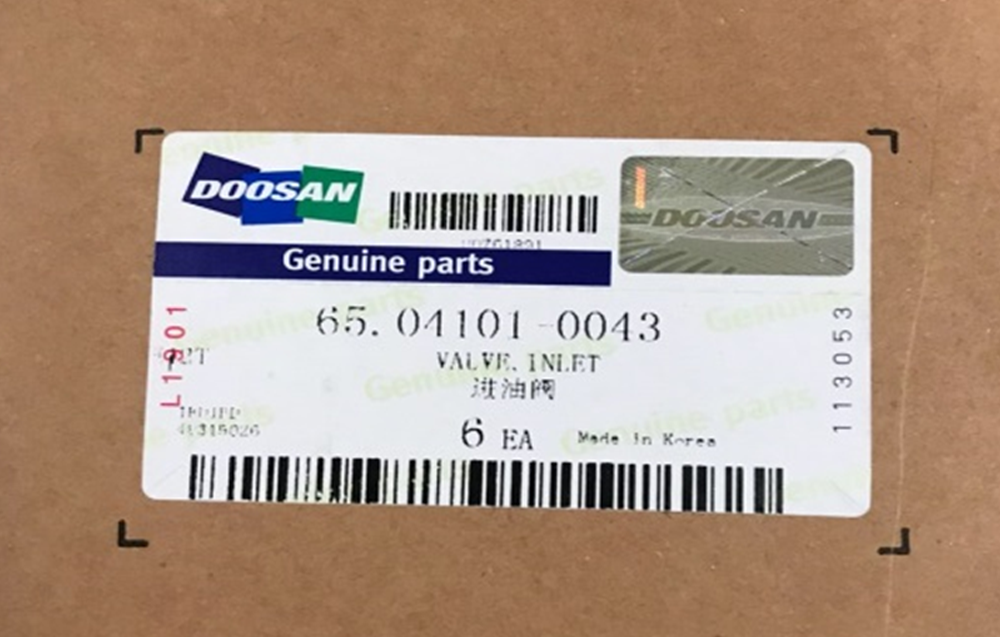 DOOSAN
DOOSAN
Genuine parts
65.04101-0043
VALVE, INLET
进油阀
6 EA
Made in Korea
L1901
113053